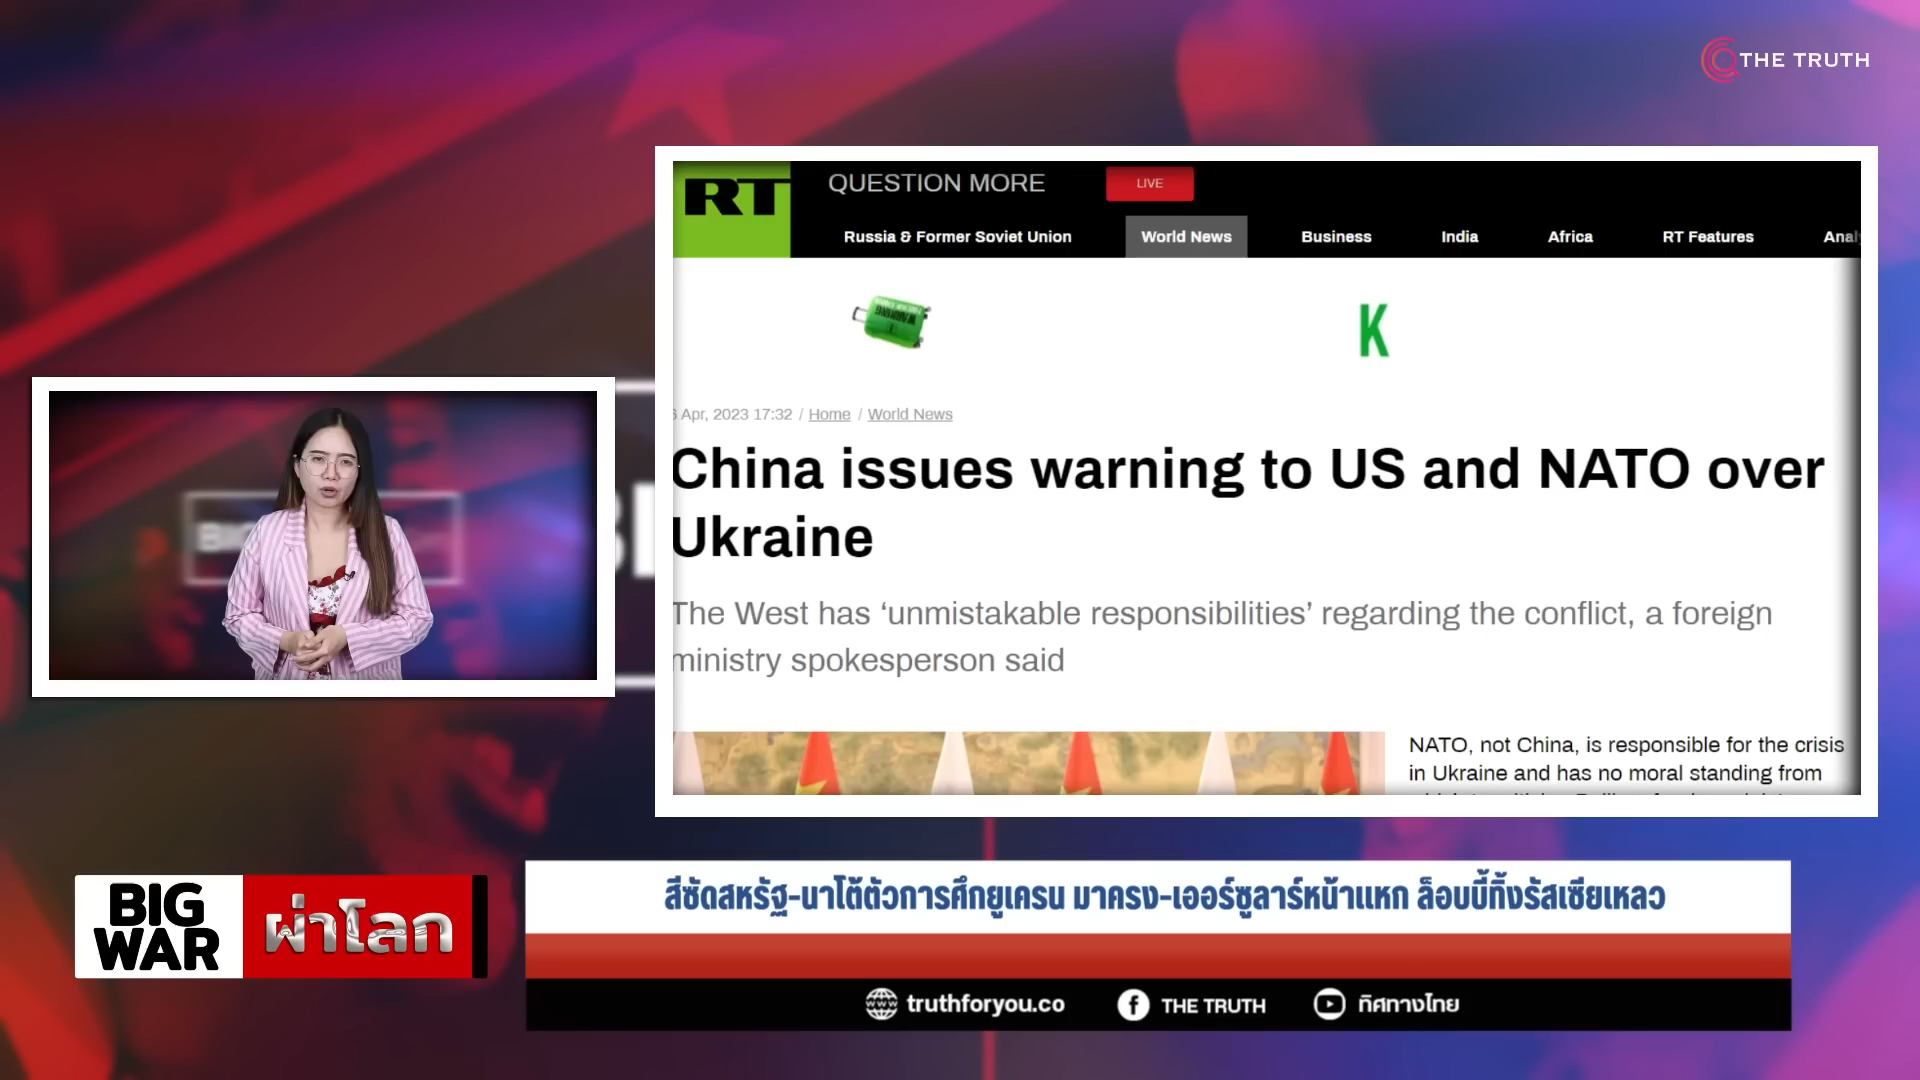 THE TRUTH
RT
QUESTION MORE
LIVE
Russia & Former Soviet Union
World News
Business
India
Africa
RT Features
K
Apr, 2023 17:32 / Home / World News
China issues warning to US and NATO over
Ukraine
The West has ‘unmistakable responsibilities’ regarding the conflict, a foreign
ministry spokesperson said
NATO, not China, is responsible for the crisis
in Ukraine and has no moral standing from
BIG
WAR
ผ่าโลก
สีซัดสหรัฐ-นาโต้ตัวการศึกยูเครน มาครง-เออร์ซูลาร์หน้าแหก ล็อบบี้ทิ้งรัสเซียเหลว
truthforyou.co
THE TRUTH
ทิศทางไทย